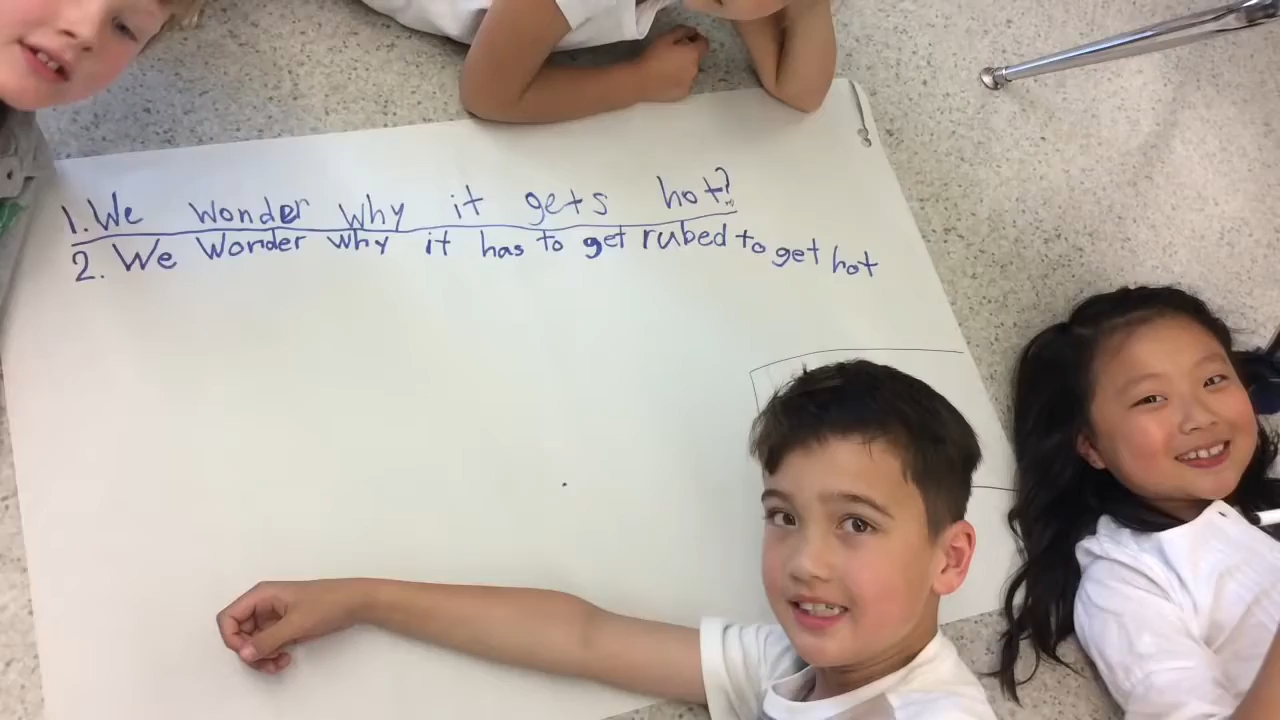 1. We Wonder why it gets hot?
2. We Wonder why it has to get rubed to get hot